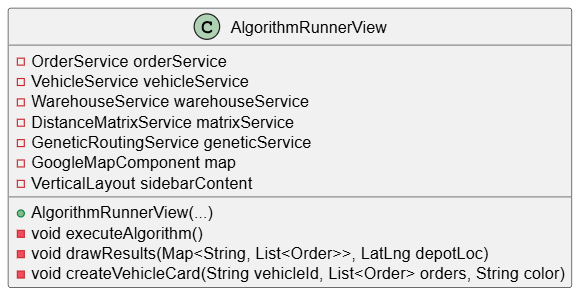 C AlgorithmRunnerView
OrderService orderService
VehicleService vehicleService
WarehouseService warehouseService
DistanceMatrixService matrixService
GeneticRoutingService geneticService
GoogleMapComponent map
VerticalLayout sidebarContent
AlgorithmRunnerView(...)
void executeAlgorithm()
void drawResults(Map<String, List<Order>>, LatLng depotLoc)
void createVehicleCard(String vehicleId, List<Order> orders, String color)